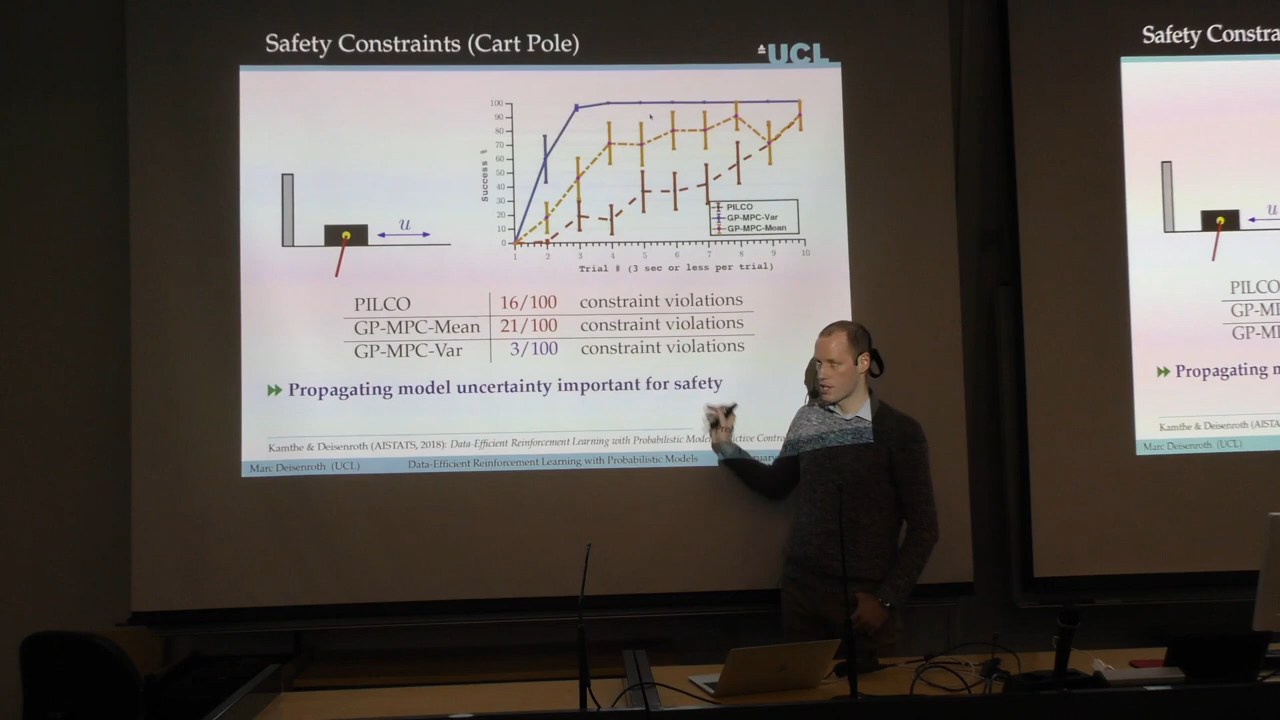 Safety Constraints (Cart Pole)
UCL
100
90
80
70
60
50
40
30
20
10
0
Success %
1 2 3 4 5 6 7 8 9 10
Trial # (3 sec or less per trial)
PILCO
GP-MPC-Var
GP-MPC-Mean
u
PILCO 16/100 constraint violations
GP-MPC-Mean 21/100 constraint violations
GP-MPC-Var 3/100 constraint violations
Propagating model uncertainty important for safety
Kamthe & Deisenroth (AISTATS, 2018): Data-Efficient Reinforcement Learning with Probabilistic Model
Marc Deisenroth (UCL) Data-Efficient Reinforcement Learning with Probabilistic Models
Safety Constra
u
PILCO
GP-M
GP-M
Propagating m
Kamthe & Deisenroth (AISTA
Marc Deisenroth (UCL)